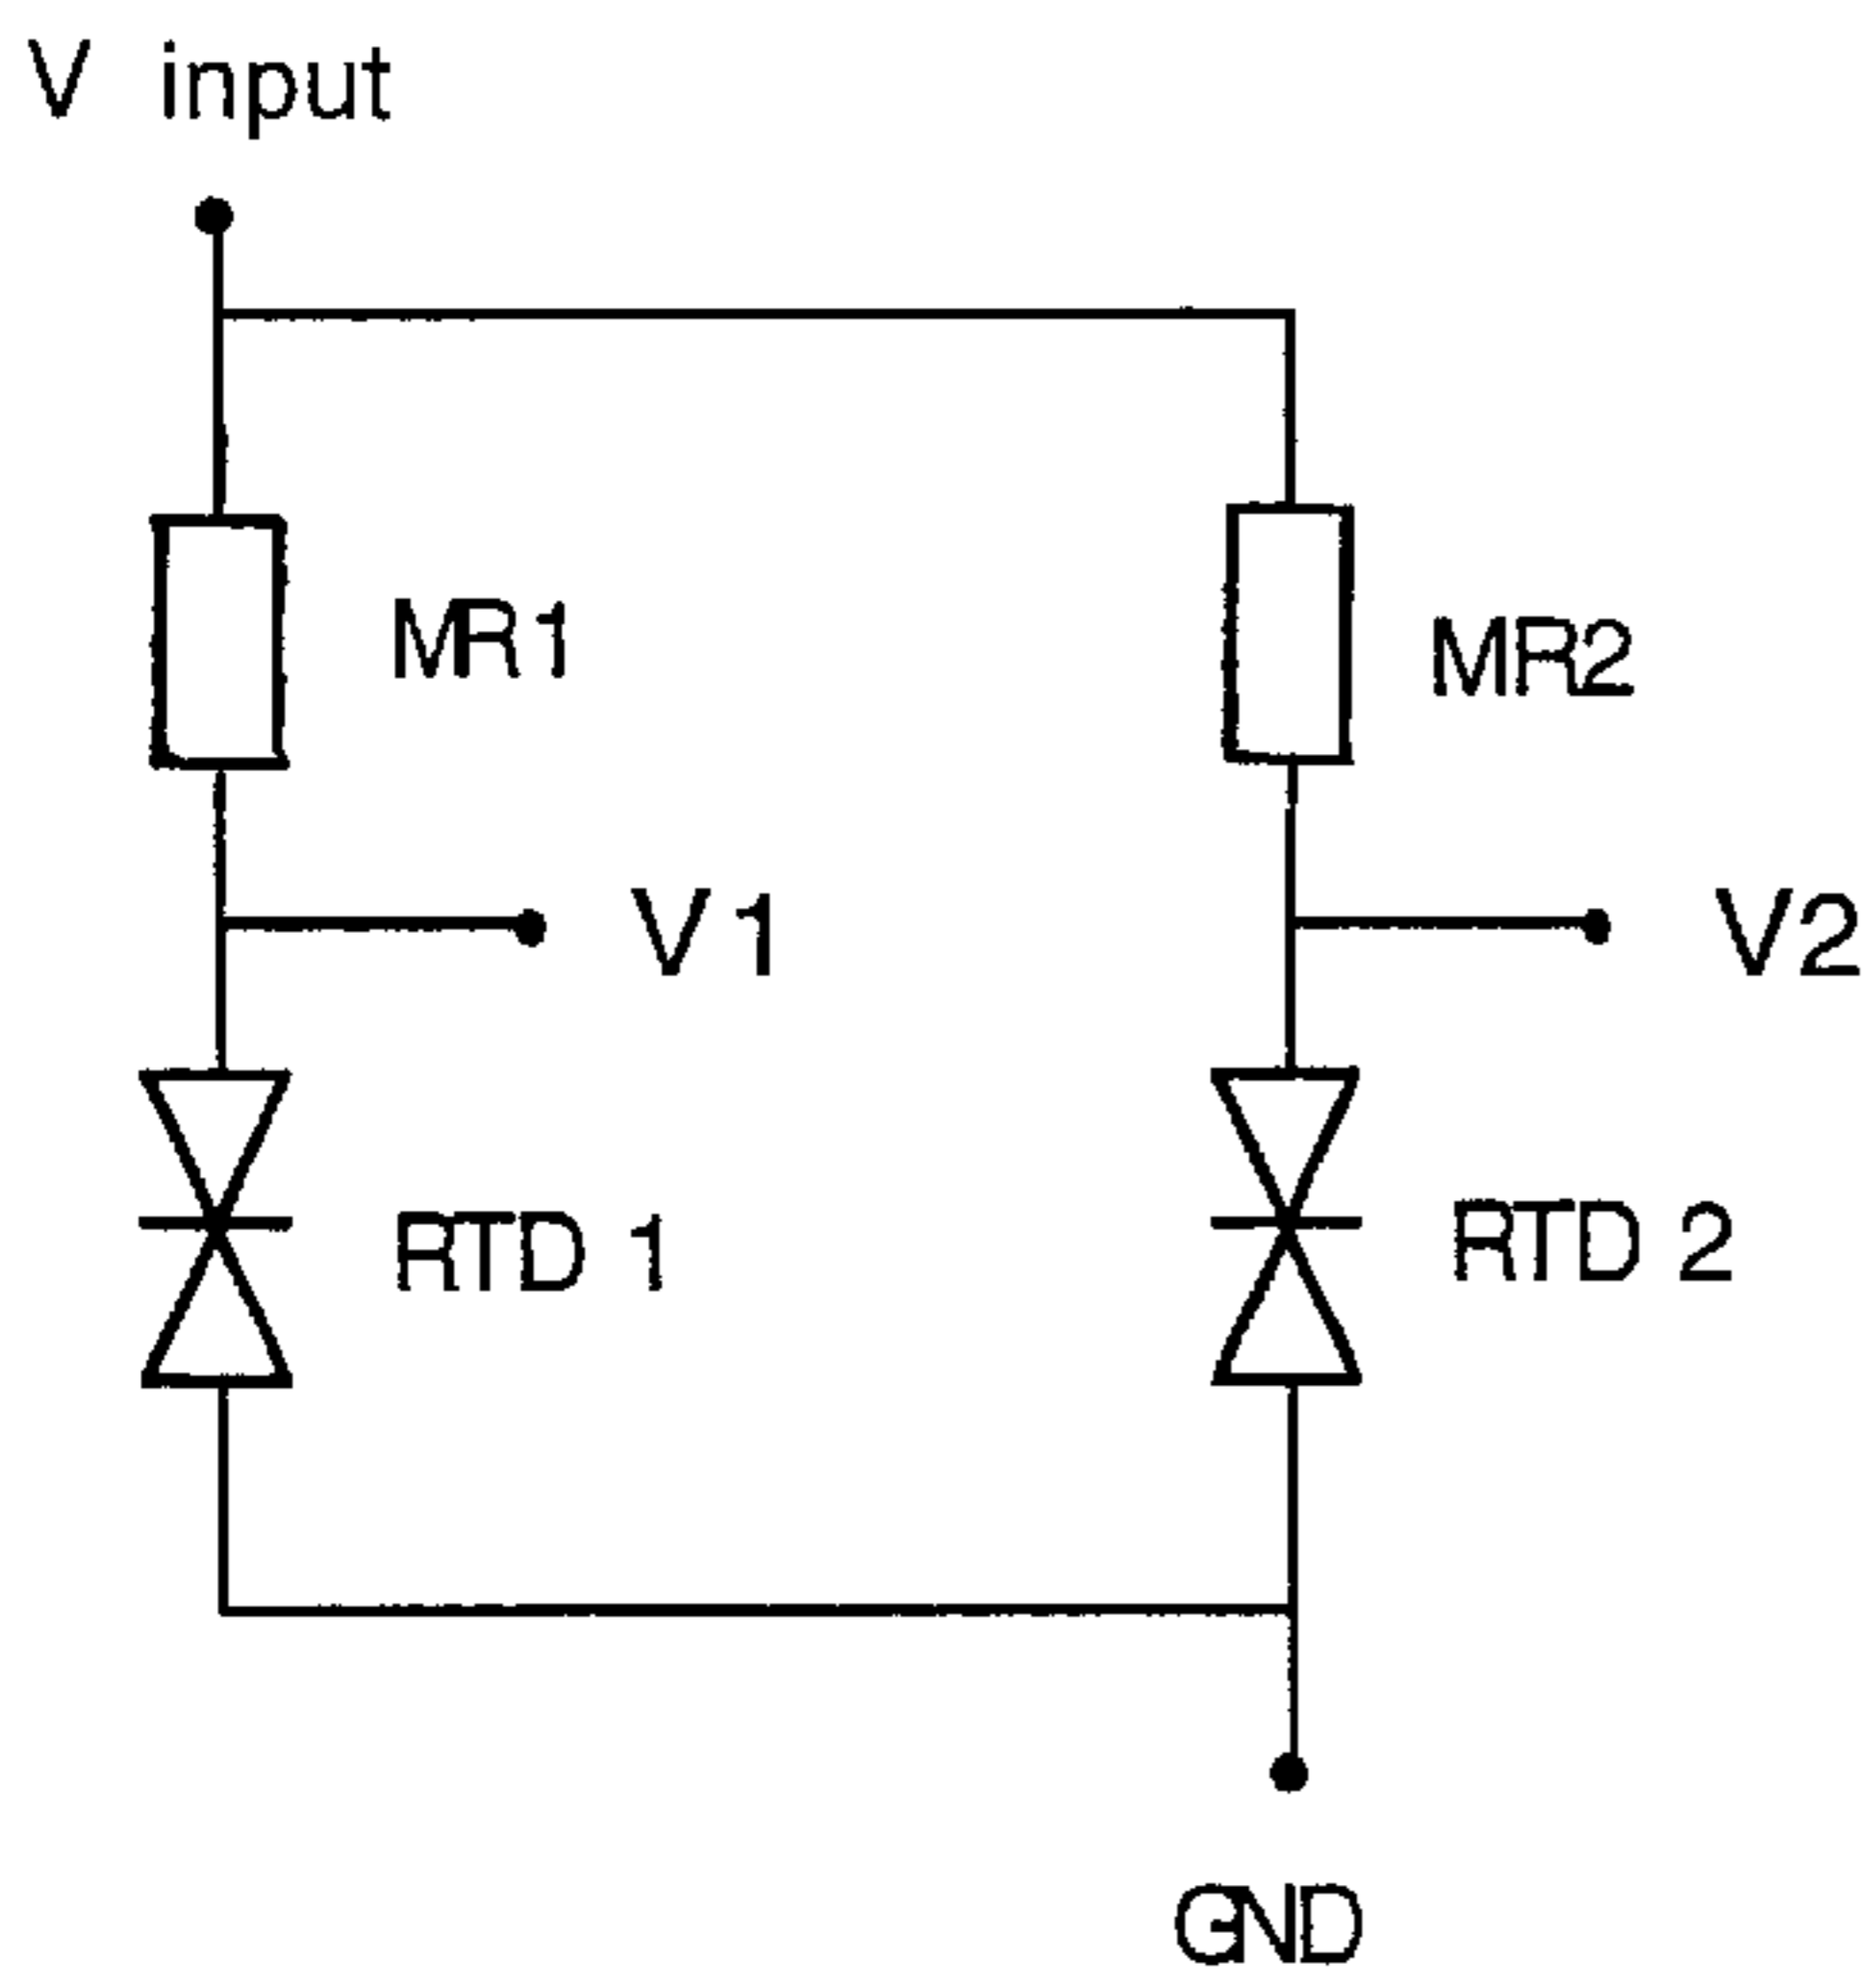 V input
MR1
MR2
V1
V2
RTD 1
RTD 2
GND